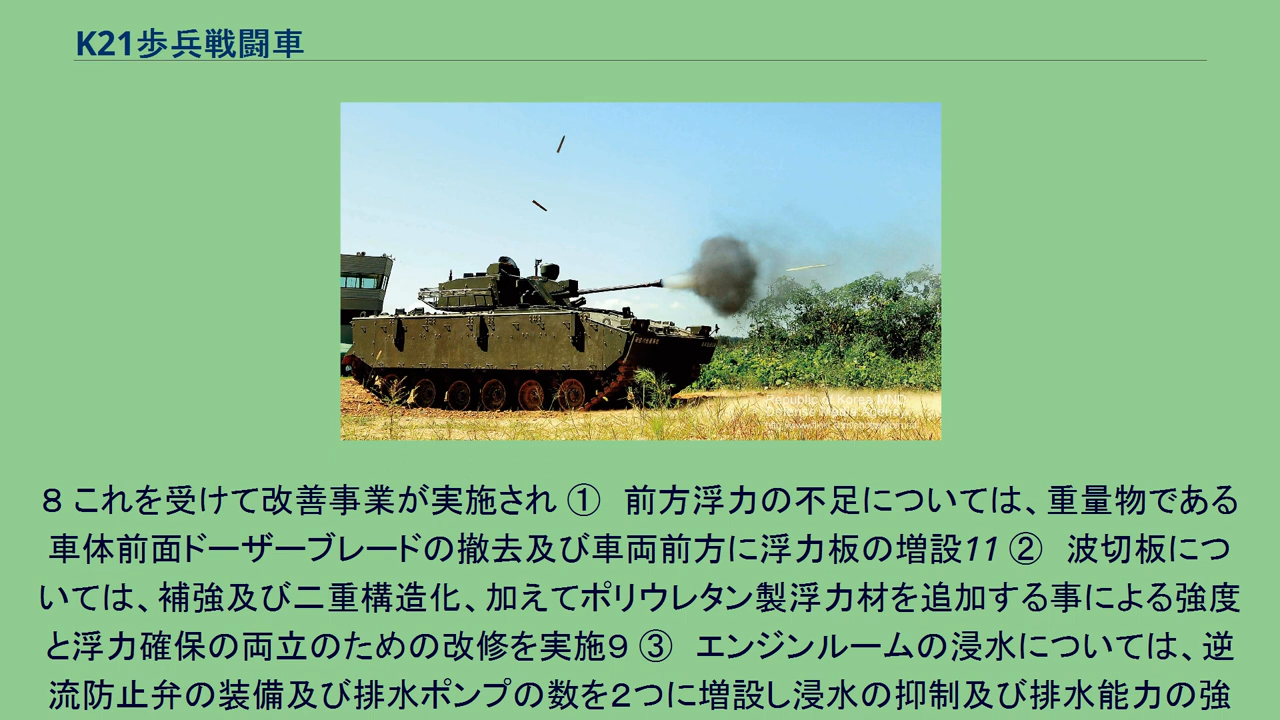 K21歩兵戦闘車
Republic of Korea MND
Defense Media Agency
8 これを受けて改善事業が実施され ① 前方浮力の不足については、重量物である
車体前面ドーザーブレードの撤去及び車両前方に浮力板の増設11 ② 波切板につ
いては、補強及び二重構造化、加えてポリウレタン製浮力材を追加する事による強度
と浮力確保の両立のための改修を実施9 ③ エンジンルームの浸水については、逆
流防止弁の装備及び排水ポンプの数を2つに増設し浸水の抑制及び排水能力の強